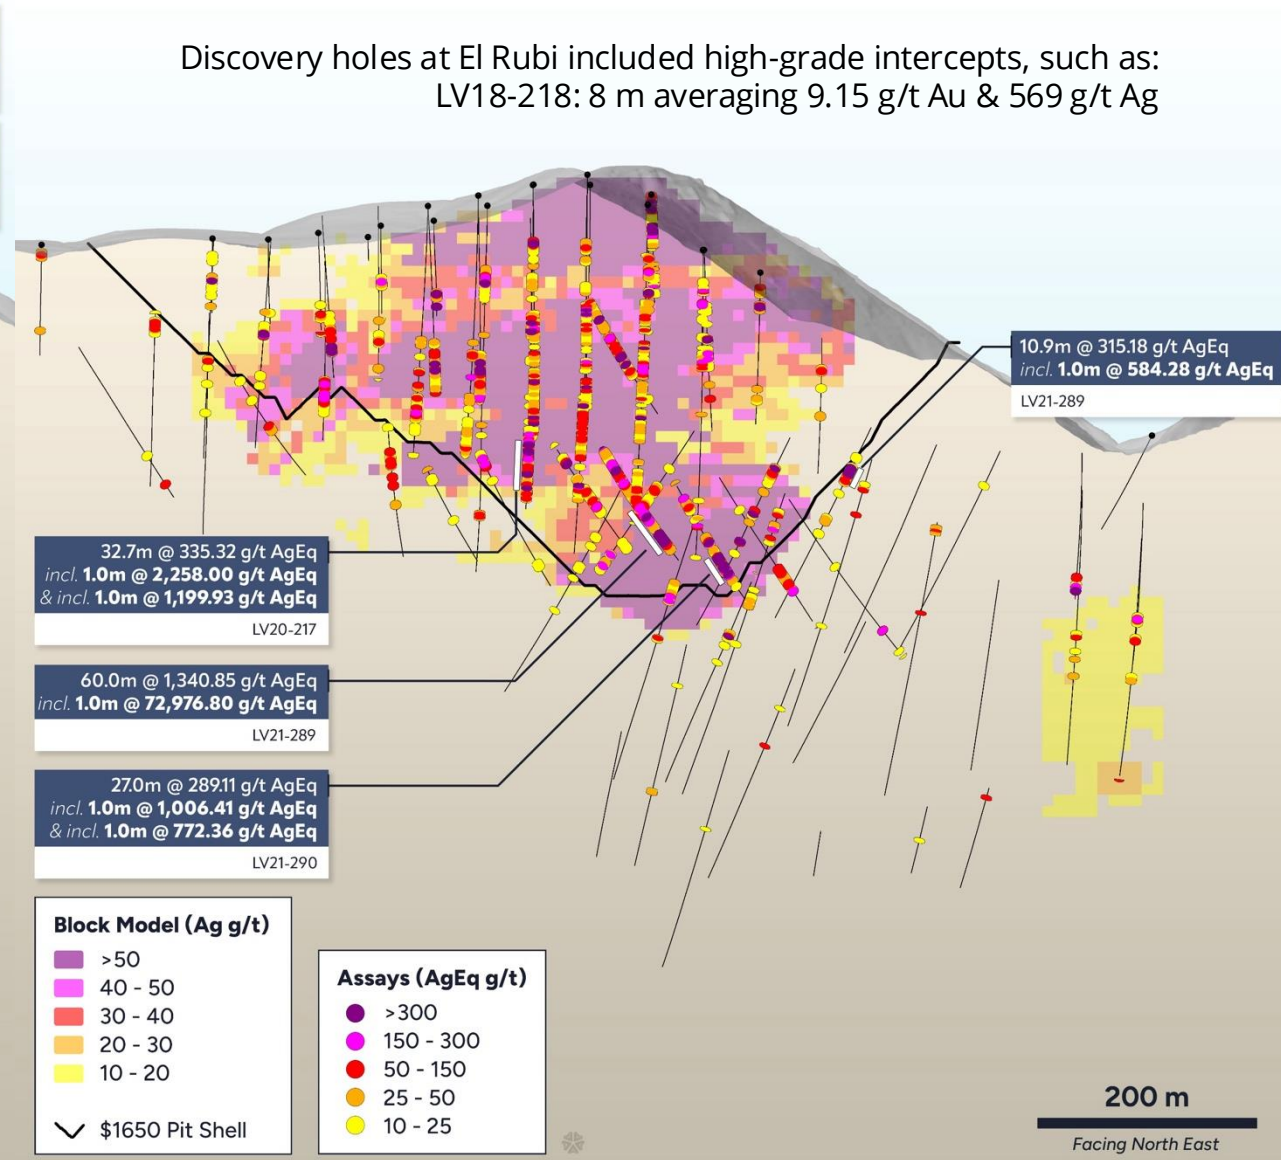 Discovery holes at El Rubi included high-grade intercepts, such as:
LV18-218: 8 m averaging 9.15 g/t Au & 569 g/t Ag
10.9m @ 315.18 g/t AgEq
incl. 1.0m @ 584.28 g/t AgEq
LV21-289
32.7m @ 335.32 g/t AgEq
incl. 1.0m @ 2,258.00 g/t AgEq
& incl. 1.0m @ 1,199.93 g/t AgEq
LV20-217
60.0m @ 1,340.85 g/t AgEq
incl. 1.0m @ 72,976.80 g/t AgEq
LV21-289
27.0m @ 289.11 g/t AgEq
incl. 1.0m @ 1,006.41 g/t AgEq
& incl. 1.0m @ 772.36 g/t AgEq
LV21-290
Block Model (Ag g/t)
>50
40 - 50
30 - 40
20 - 30
10 - 20
$1650 Pit Shell
Assays (AgEq g/t)
>300
150 - 300
50 - 150
25 - 50
10 - 25
200 m
Facing North East